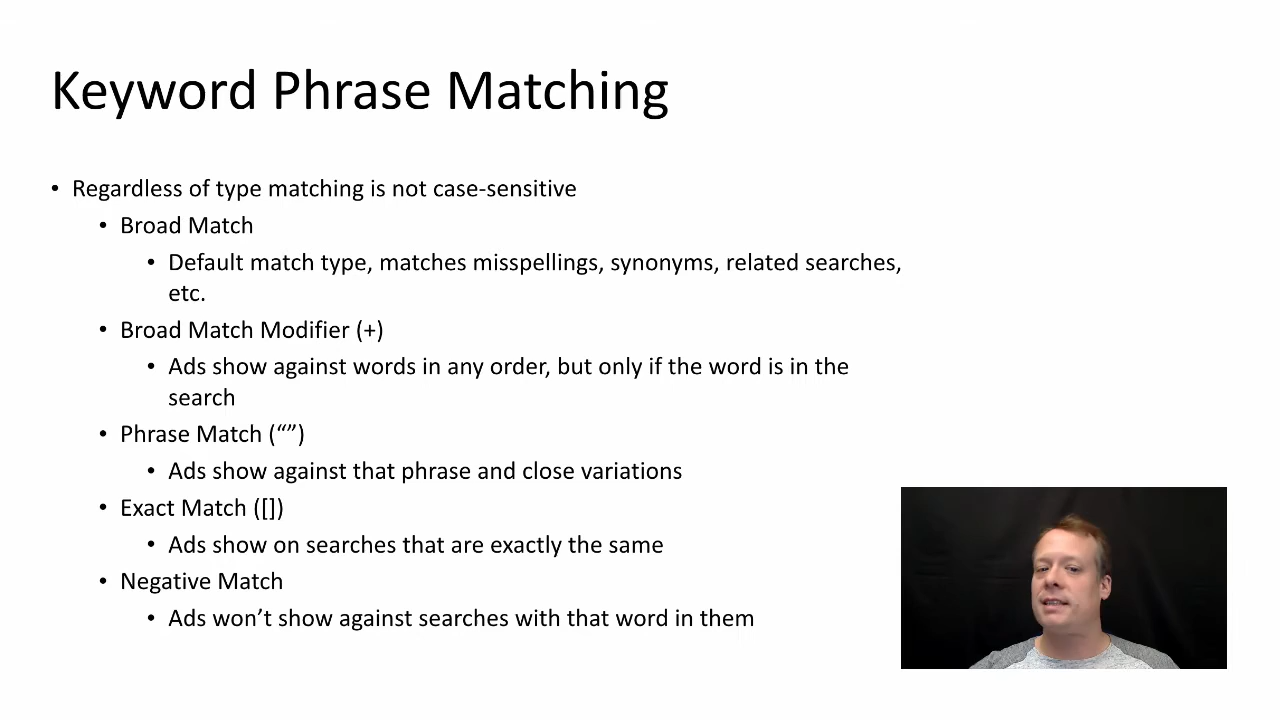 Keyword Phrase Matching
• Regardless of type matching is not case-sensitive
• Broad Match
• Default match type, matches misspellings, synonyms, related searches,
etc.
• Broad Match Modifier (+)
• Ads show against words in any order, but only if the word is in the
search
• Phrase Match (“”)
• Ads show against that phrase and close variations
• Exact Match ([])
• Ads show on searches that are exactly the same
• Negative Match
• Ads won’t show against searches with that word in them